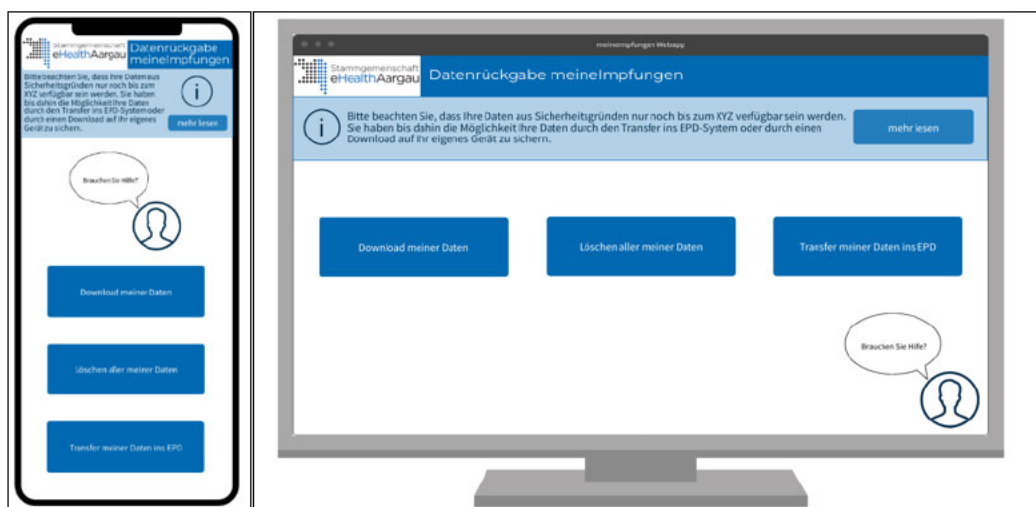 Stammgemeinschaft
eHealthAargau
Datenrückgabe
meineImpfungen
Bitte beachten Sie, dass Ihre Daten aus
Sicherheitsgründen nur noch bis zum
XYZ verfügbar sein werden. Sie haben
bis dahin die Möglichkeit Ihre Daten
durch den Transfer ins EPD-System oder
durch einen Download auf Ihr eigenes
Gerät zu sichern.
i
mehr lesen
Brauchen Sie Hilfe?
Download meiner Daten
Löschen aller meiner Daten
Transfer meiner Daten ins EPD
meineImpfungen Webapp
Stammgemeinschaft
eHealthAargau
Datenrückgabe meineImpfungen
i
Bitte beachten Sie, dass Ihre Daten aus Sicherheitsgründen nur noch bis zum XYZ verfügbar sein werden.
Sie haben bis dahin die Möglichkeit Ihre Daten durch den Transfer ins EPD-System oder durch einen
Download auf Ihr eigenes Gerät zu sichern.
mehr lesen
Download meiner Daten
Löschen aller meiner Daten
Transfer meiner Daten ins EPD
Brauchen Sie Hilfe?